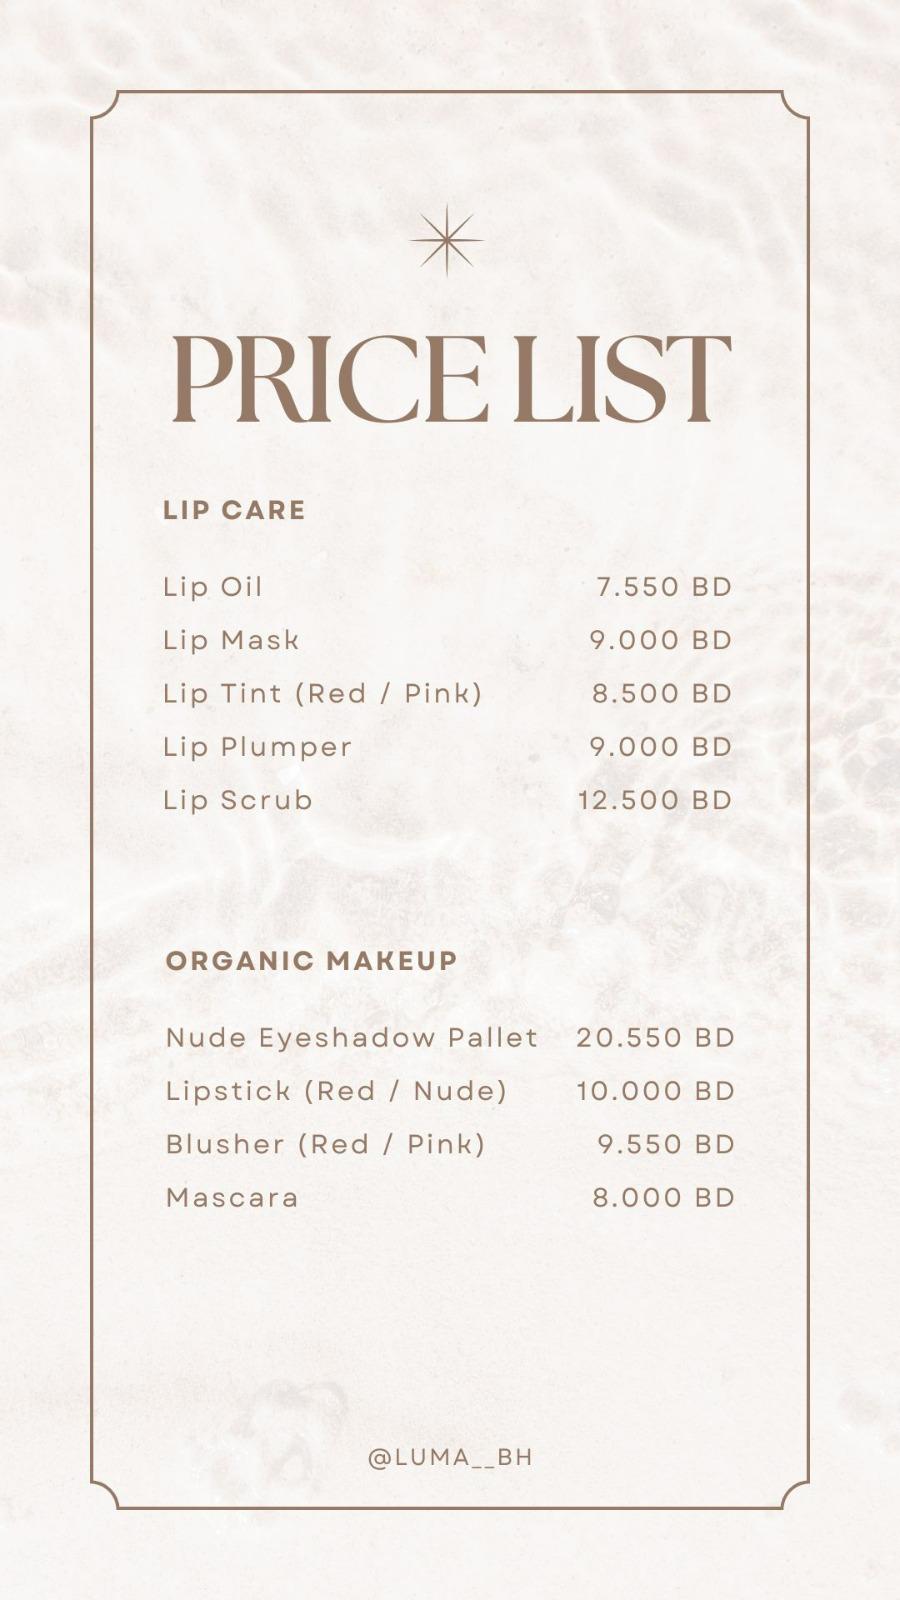 PRICE LIST
LIP CARE
Lip Oil 7.550 BD
Lip Mask 9.000 BD
Lip Tint (Red / Pink) 8.500 BD
Lip Plumper 9.000 BD
Lip Scrub 12.500 BD
ORGANIC MAKEUP
Nude Eyeshadow Pallet 20.550 BD
Lipstick (Red / Nude) 10.000 BD
Blusher (Red / Pink) 9.550 BD
Mascara 8.000 BD
@LUMA__BH